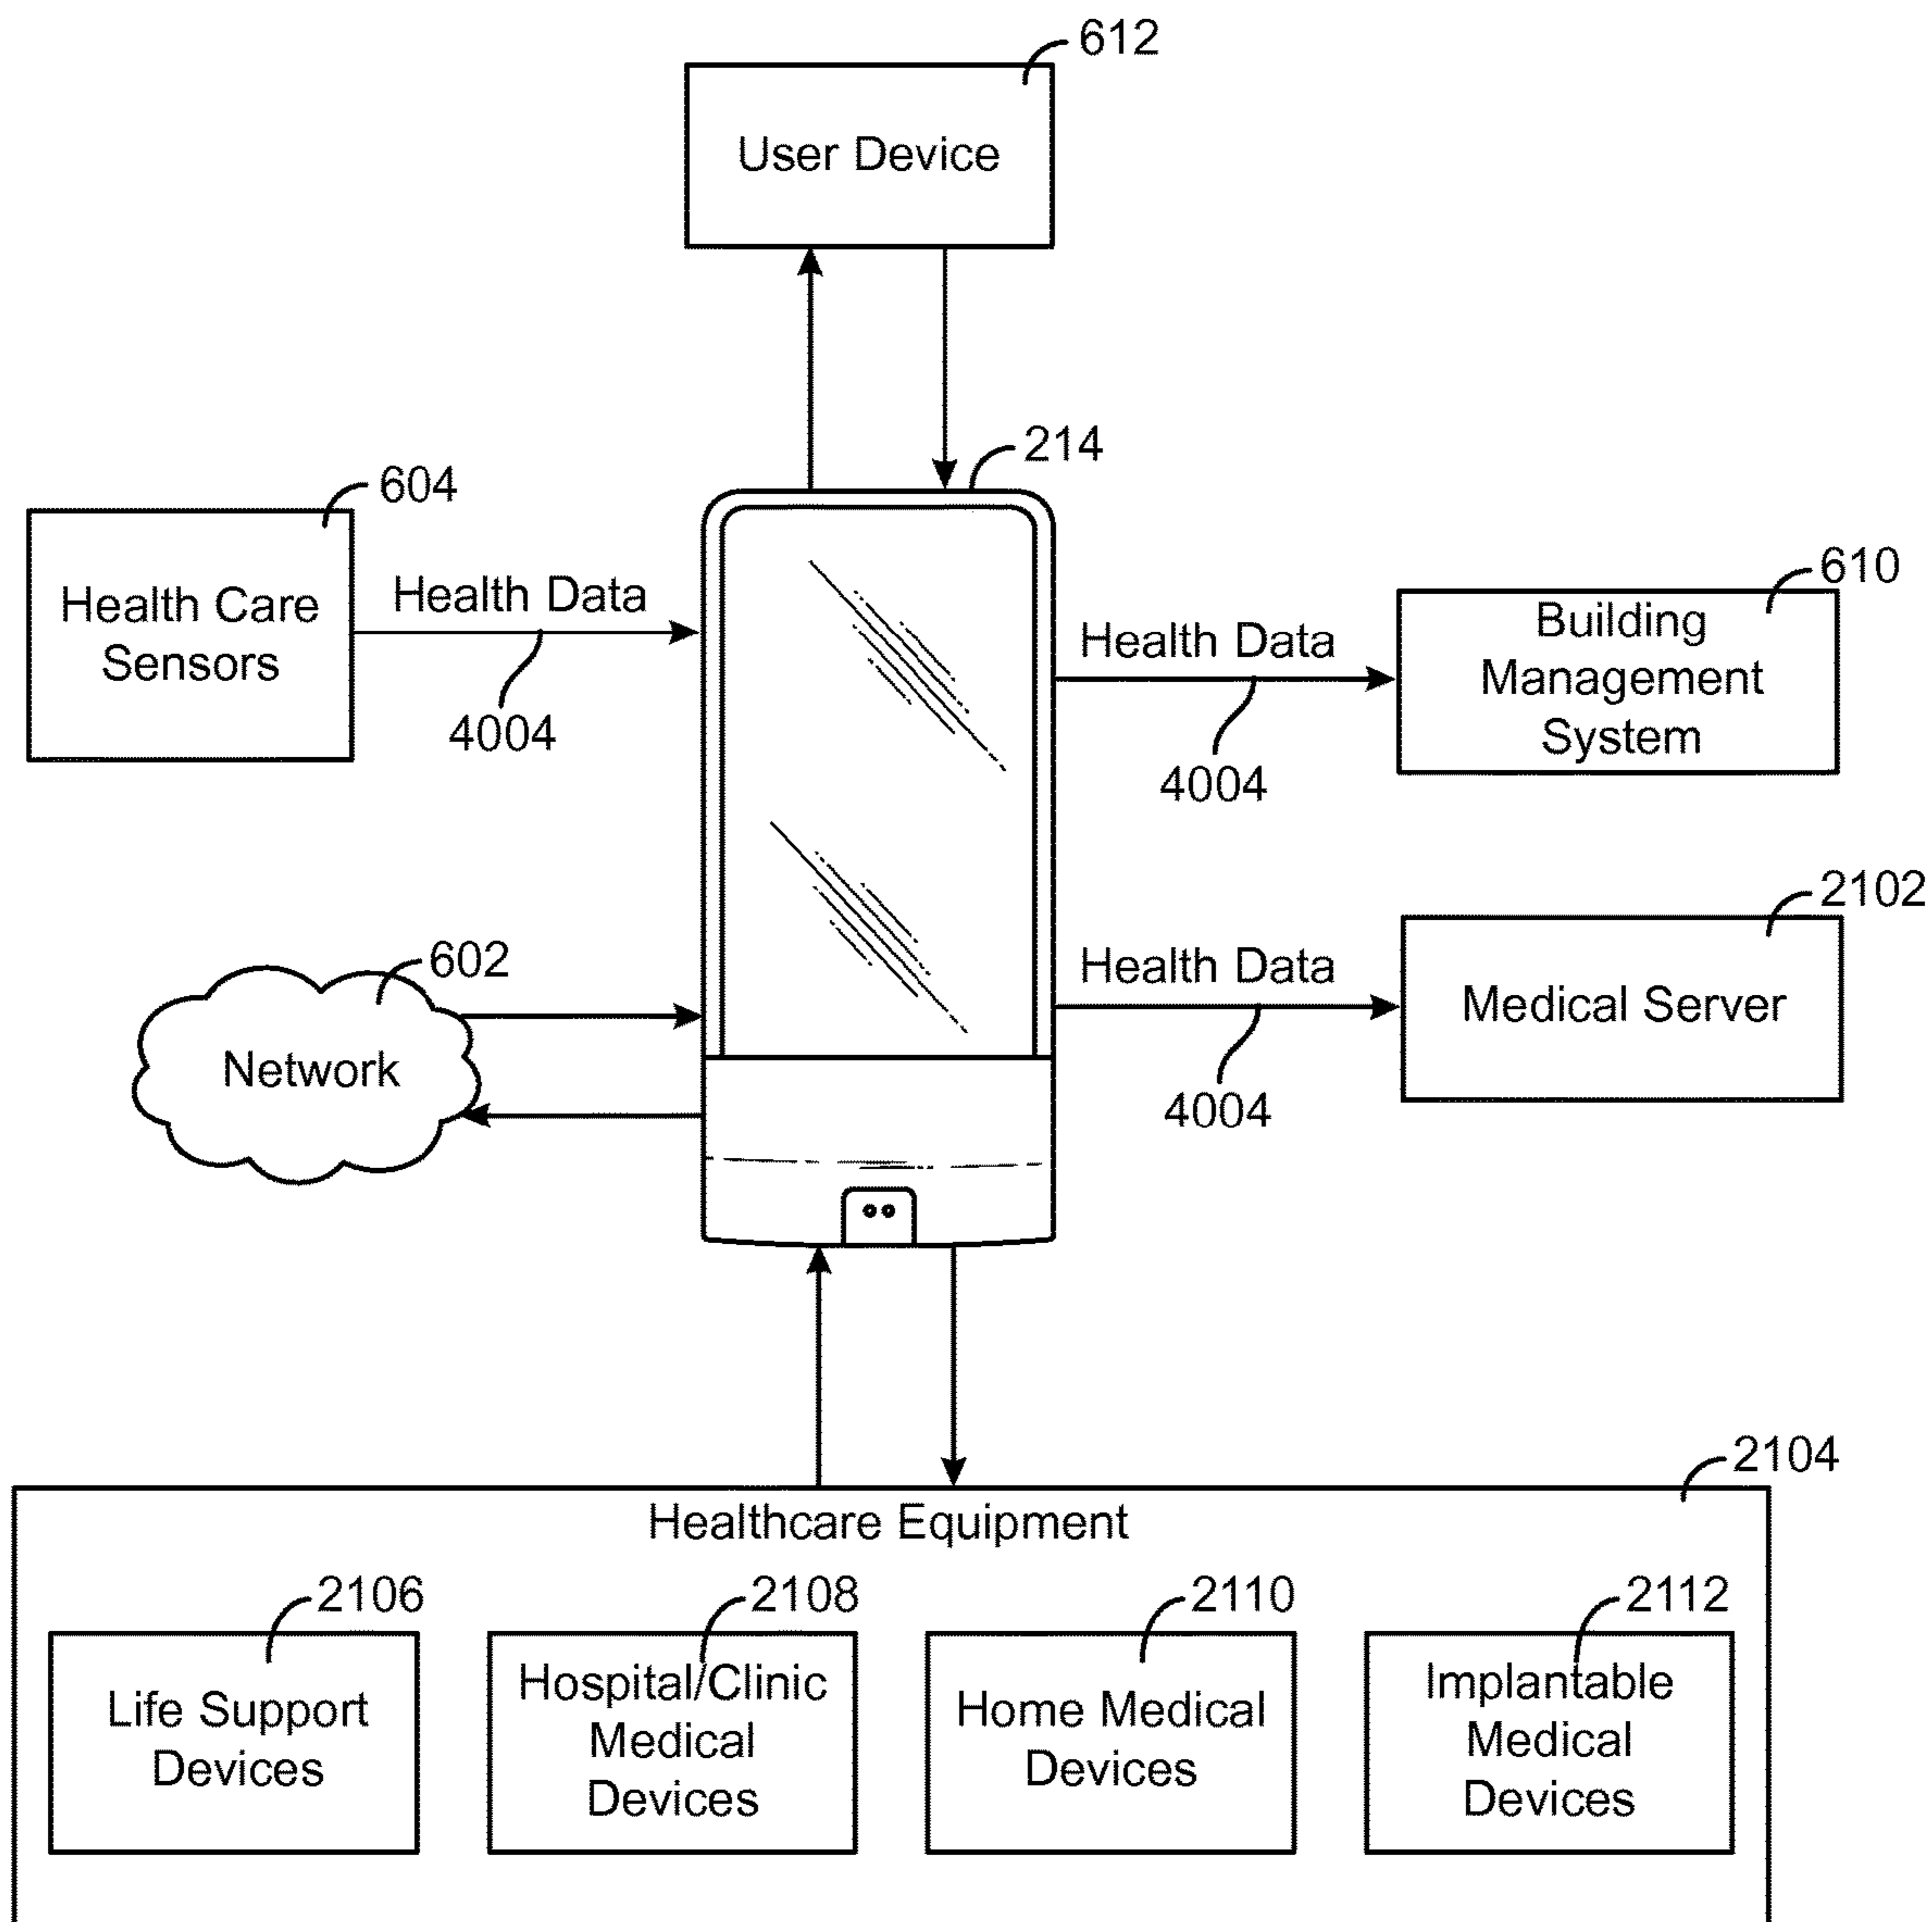 612
User Device
214
604
Health Care
Sensors
Health Data
4004
610
Building
Management
System
Health Data
4004
602
Network
2102
Medical Server
Health Data
4004
2104
Healthcare Equipment
2106
Life Support
Devices
2108
Hospital/Clinic
Medical
Devices
2110
Home Medical
Devices
2112
Implantable
Medical
Devices